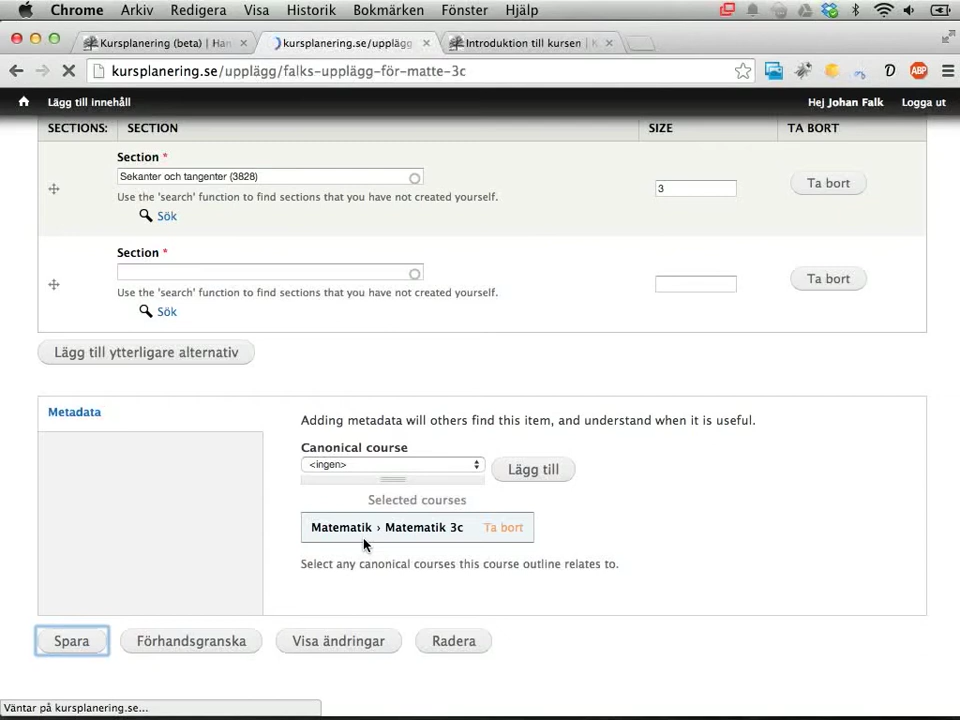 Chrome Arkiv Redigera Visa Historik Bokmärken Fönster Hjälp
Kursplanering (beta) | Han
kursplanering.se/upplägg
Introduktion till kursen | K
kursplanering.se/upplägg/falks-upplägg-för-matte-3c
Lägg till innehåll
Hej Johan Falk Logga ut
SECTIONS: SECTION SIZE TA BORT
Section *
Sekanter och tangenter (3828)
3
Ta bort
Use the 'search' function to find sections that you have not created yourself.
Sök
Section *
Ta bort
Use the 'search' function to find sections that you have not created yourself.
Sök
Lägg till ytterligare alternativ
Metadata
Adding metadata will others find this item, and understand when it is useful.
Canonical course
<ingen>
Lägg till
Selected courses
Matematik › Matematik 3c Ta bort
Select any canonical courses this course outline relates to.
Spara Förhandsgranska Visa ändringar Radera
Väntar på kursplanering.se...